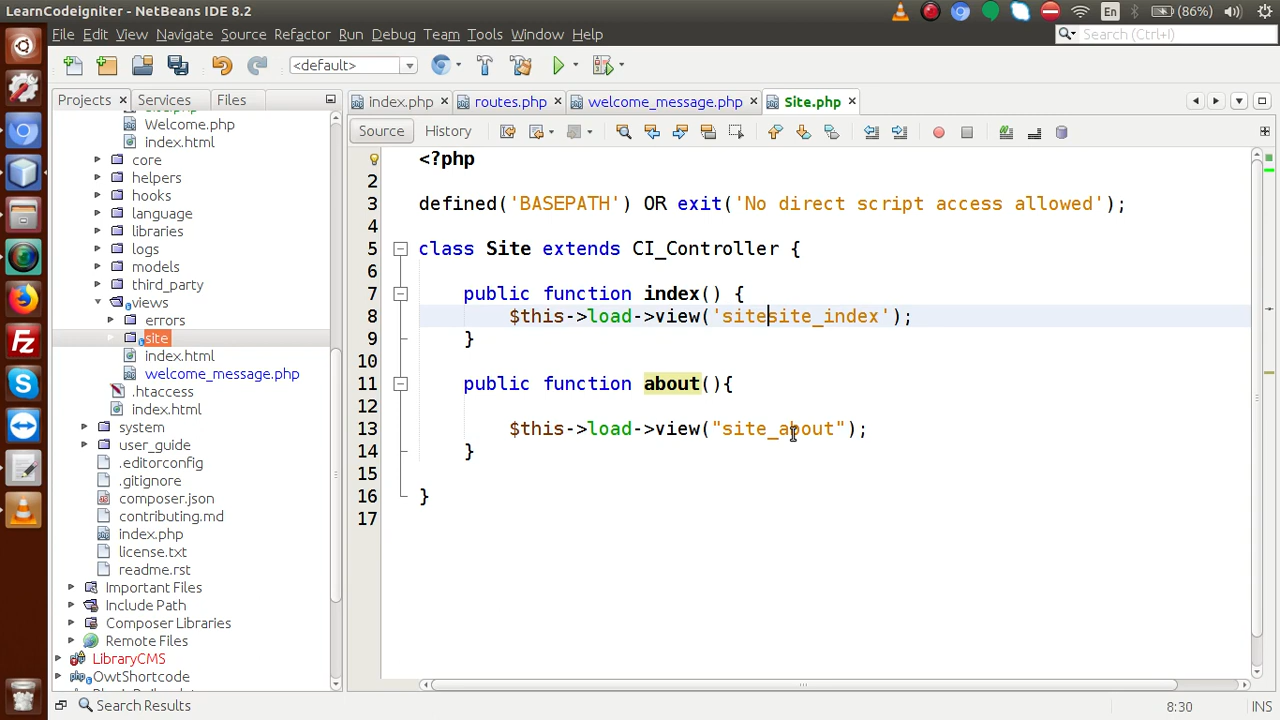 LearnCodeigniter - NetBeans IDE 8.2
En
(86%)
File Edit View Navigate Source Refactor Run Debug Team Tools Window Help
Search (Ctrl+I)
<default>
Projects Services Files
index.php routes.php welcome_message.php Site.php
Source History
Welcome.php
index.html
core
helpers
hooks
language
libraries
logs
models
third_party
views
errors
site
index.html
welcome_message.php
.htaccess
index.html
system
user_guide
.editorconfig
.gitignore
composer.json
contributing.md
index.php
license.txt
readme.rst
Important Files
Include Path
Composer Libraries
Remote Files
LibraryCMS
OwtShortcode
<?php
2
3 defined('BASEPATH') OR exit('No direct script access allowed');
4
5 class Site extends CI_Controller {
6
7 public function index() {
8 $this->load->view('sitesite_index');
9 }
10
11 public function about(){
12
13 $this->load->view("site_about");
14 }
15
16 }
17
Search Results
8:30 INS